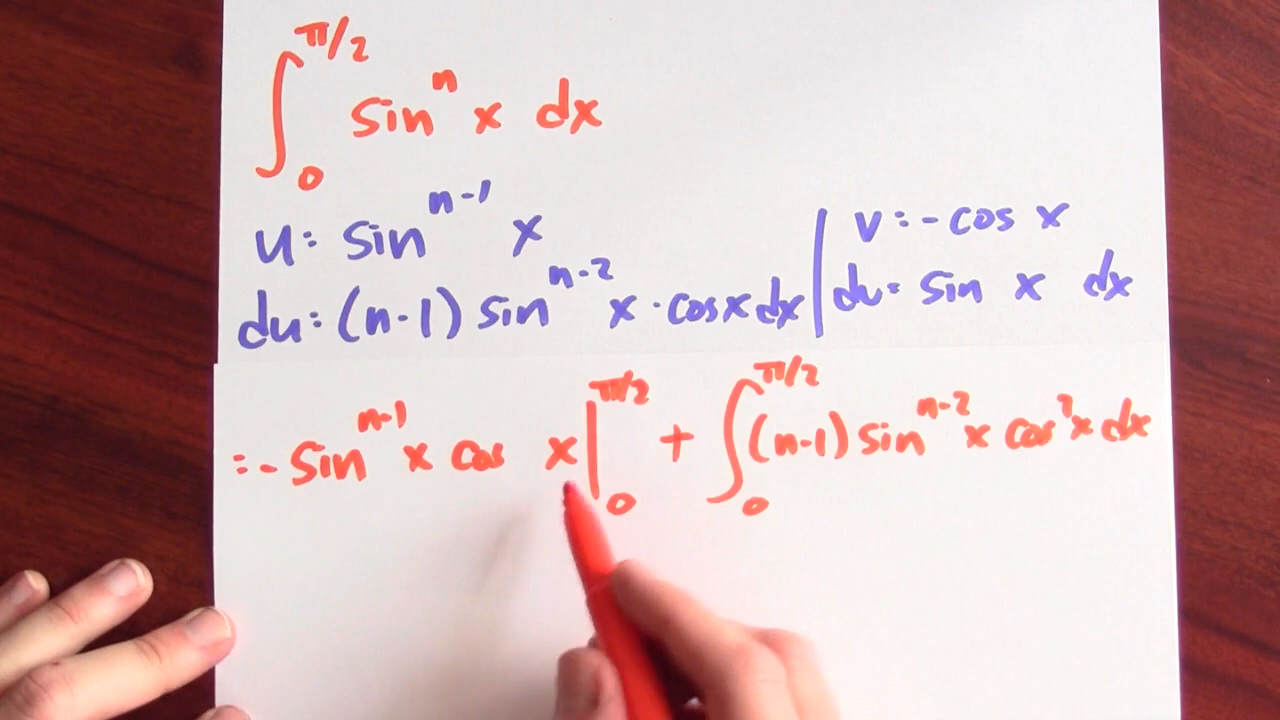 ∫₀^π/2 sinⁿ x dx
u = sin^n-1 x | v = -cos x
du = (n-1) sin^n-2 x · cosx dx | dv = sin x dx
= - sin^n-1 x cos x |₀^π/2 + ∫₀^π/2 (n-1) sin^n-2 x cos² x dx